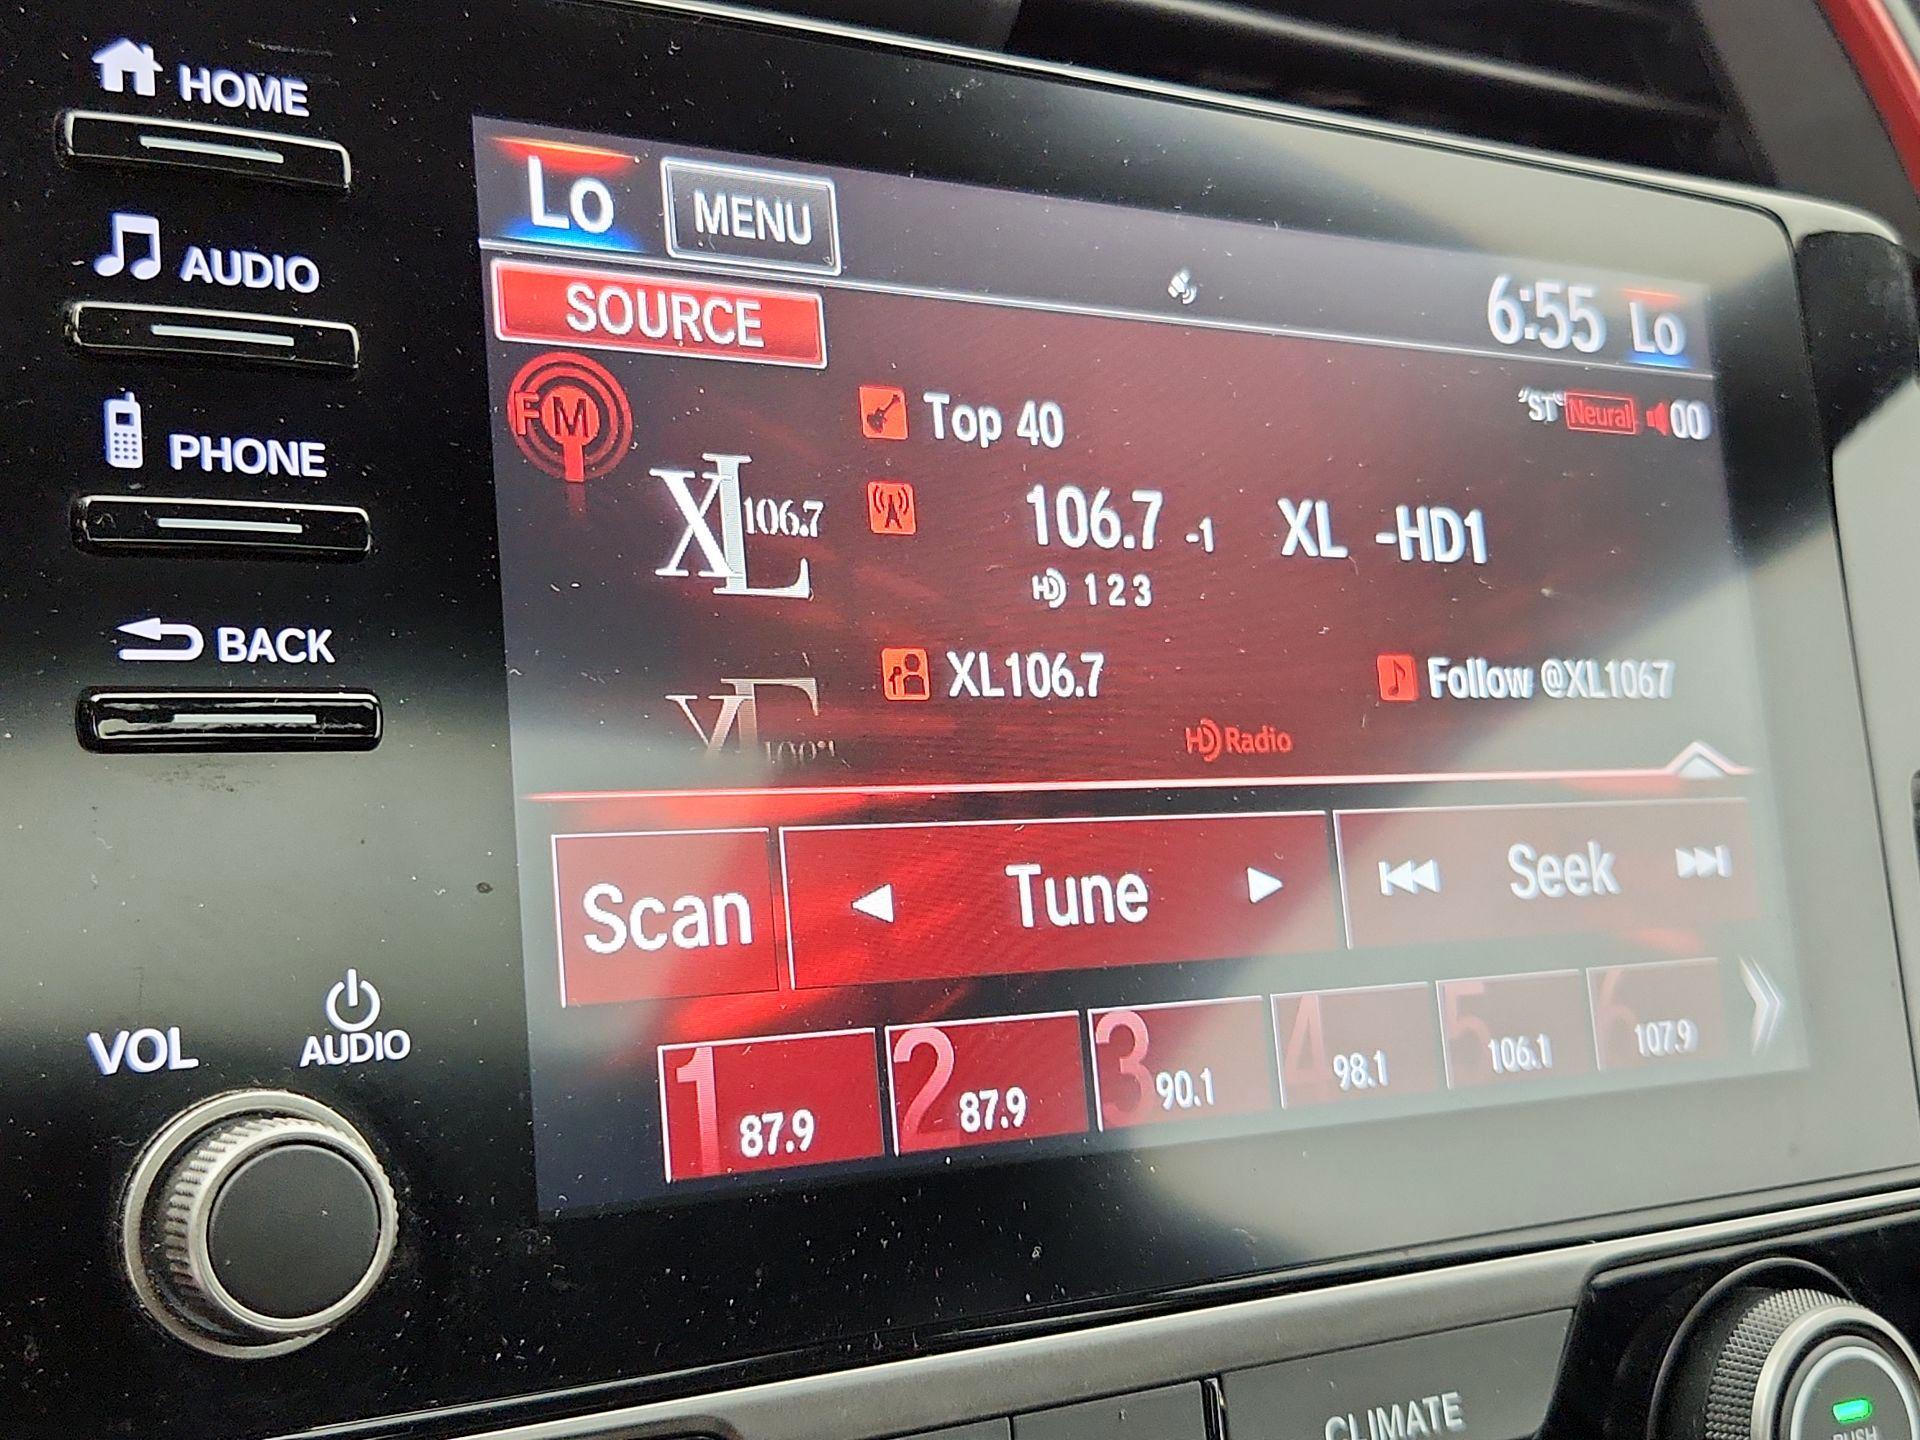 HOME
AUDIO
PHONE
BACK
VOL
AUDIO
Lo
MENU
6:55
Lo
SOURCE
FM
Top 40
ST
Neural
00
XL106.7
106.7 -1
XL -HD1
HD 1 2 3
XL106.7
Follow @XL1067
HD Radio
Scan
Tune
Seek
1 87.9
2 87.9
3 90.1
4 98.1
5 106.1
6 107.9
CLIMATE
PUSH